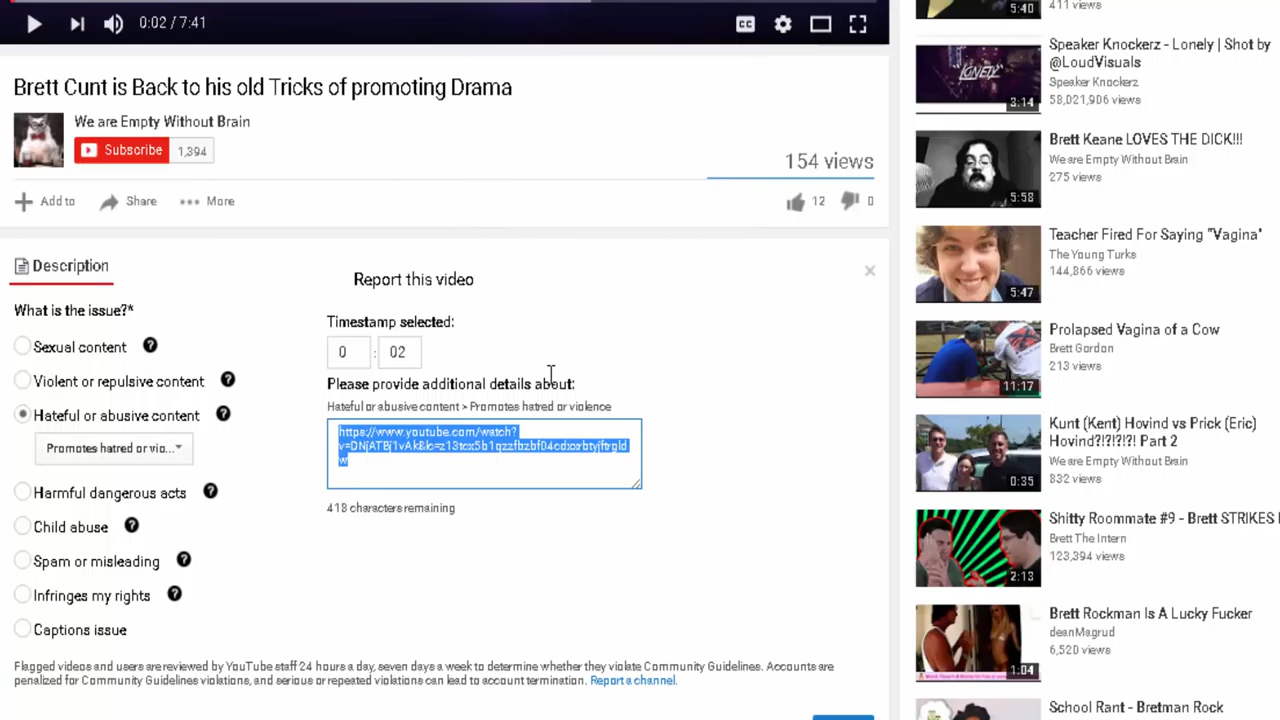 0:02 / 7:41
CC
Brett Cunt is Back to his old Tricks of promoting Drama
We are Empty Without Brain
Subscribe 1,394
154 views
Add to Share More 12 0
Description
Report this video
What is the issue?*
Sexual content
Violent or repulsive content
Hateful or abusive content
Promotes hatred or vio...
Harmful dangerous acts
Child abuse
Spam or misleading
Infringes my rights
Captions issue
Timestamp selected:
0 : 02
Please provide additional details about:
Hateful or abusive content > Promotes hatred or violence
https://www.youtube.com/watch?
418 characters remaining
Flagged videos and users are reviewed by YouTube staff 24 hours a day, seven days a week to determine whether they violate Community Guidelines. Accounts are
penalized for Community Guidelines violations, and serious or repeated violations can lead to account termination. Report a channel.
5:40
411 views
Speaker Knockerz - Lonely | Shot by
@LoudVisuals
Speaker Knockerz
58,021,906 views
"LONELY"
3:14
Brett Keane LOVES THE DICK!!!
We are Empty Without Brain
275 views
5:58
Teacher Fired For Saying "Vagina"
The Young Turks
144,866 views
5:47
Prolapsed Vagina of a Cow
Brett Gordon
213 views
11:17
Kunt (Kent) Hovind vs Prick (Eric)
Hovind?!?!?!?! Part 2
We are Empty Without Brain
832 views
0:35
Shitty Roommate #9 - Brett STRIKES
Brett The Intern
123,394 views
2:13
Brett Rockman Is A Lucky Fucker
deanMagrud
6,520 views
1:04
School Rant - Bretman Rock